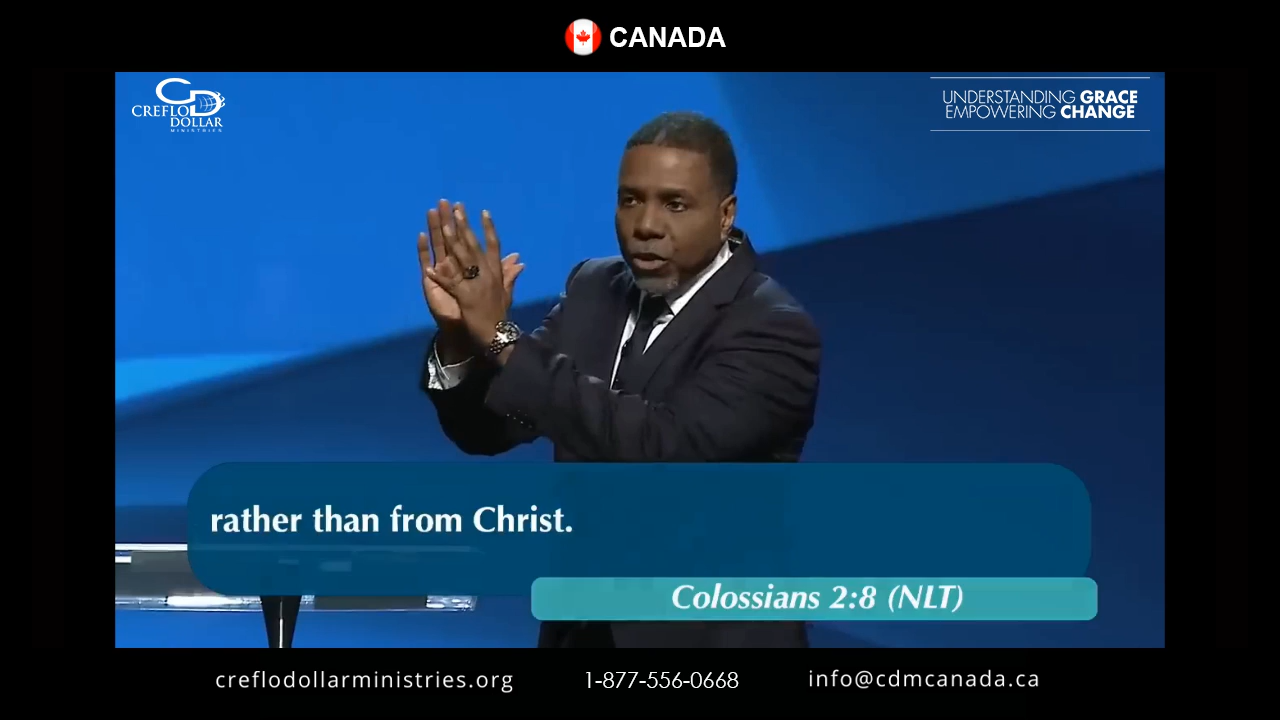 CANADA
CREFLO
DOLLAR
MINISTRIES
UNDERSTANDING GRACE
EMPOWERING CHANGE
rather than from Christ.
Colossians 2:8 (NLT)
creflodollarministries.org
1-877-556-0668
info@cdmcanada.ca